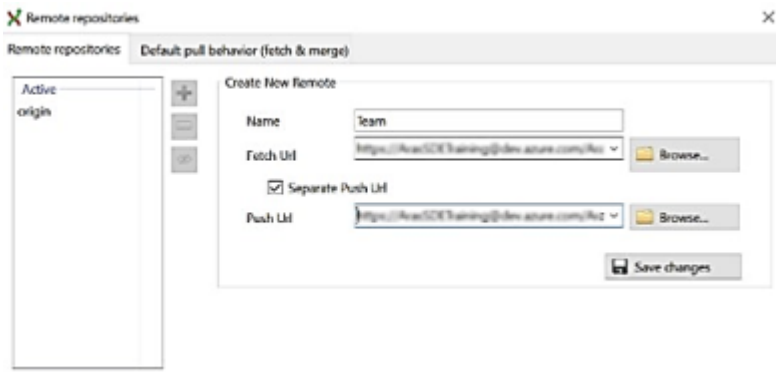 Remote repositories
Remote repositories Default pull behavior (fetch & merge)
Create New Remote
Active
origin
Name Team
Fetch Url Browse...
Separate Push Url
Push Url Browse...
Save changes